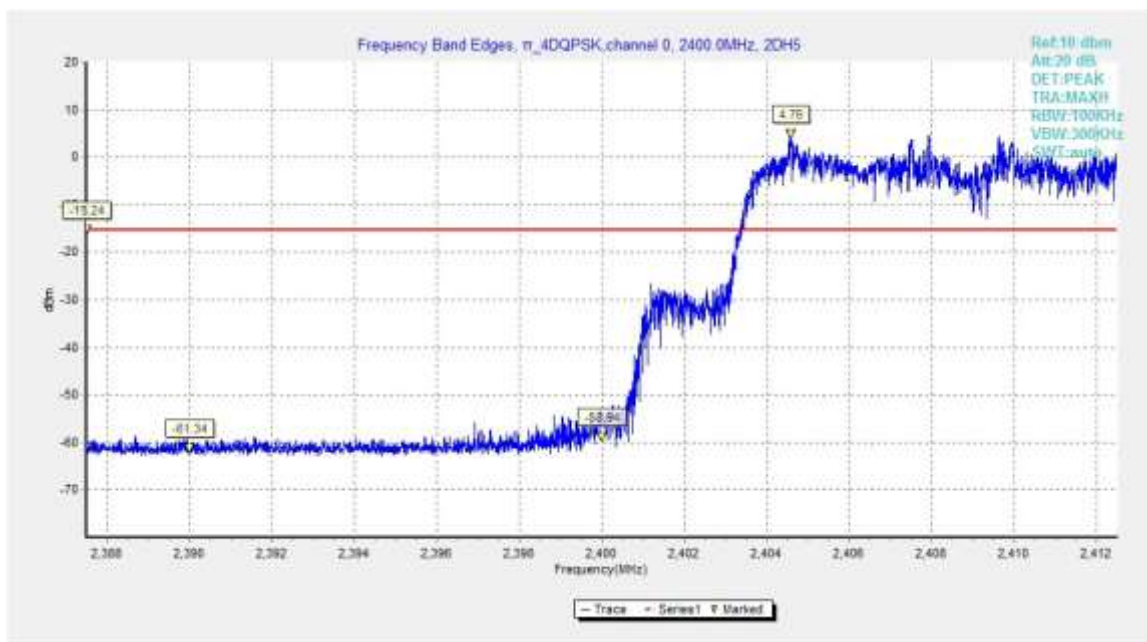 Frequency Band Edges, π_4DQPSK,channel 0, 2400.0MHz, 2DH5
Ref:10 dbm
Att:20 dB
DET:PEAK
TRA:MAXH
RBW:100KHz
VBW:300KHz
SWT:auto
20
10
4.76
0
-15.24
-20
-30
dBm
-40
-50
-58.94
-61.34
-60
-70
2,388 2,390 2,392 2,394 2,396 2,398 2,400 2,402 2,404 2,406 2,408 2,410 2,412
Frequency(MHz)
Trace Series1 Marked